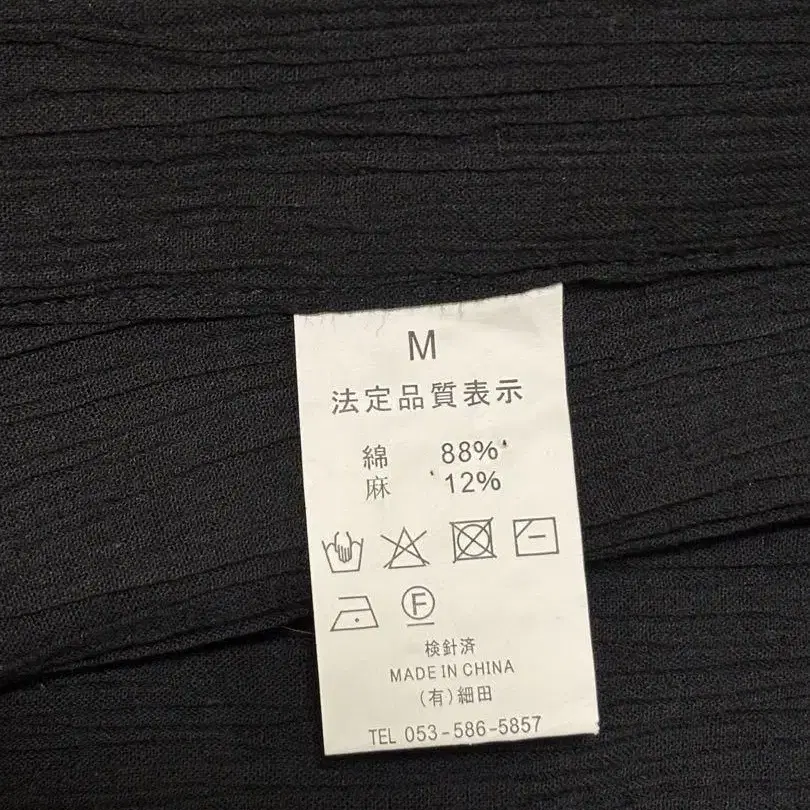 M
法定品質表示
綿 88%
麻 12%
F
検針済
MADE IN CHINA
(有)細田
TEL 053-586-5857